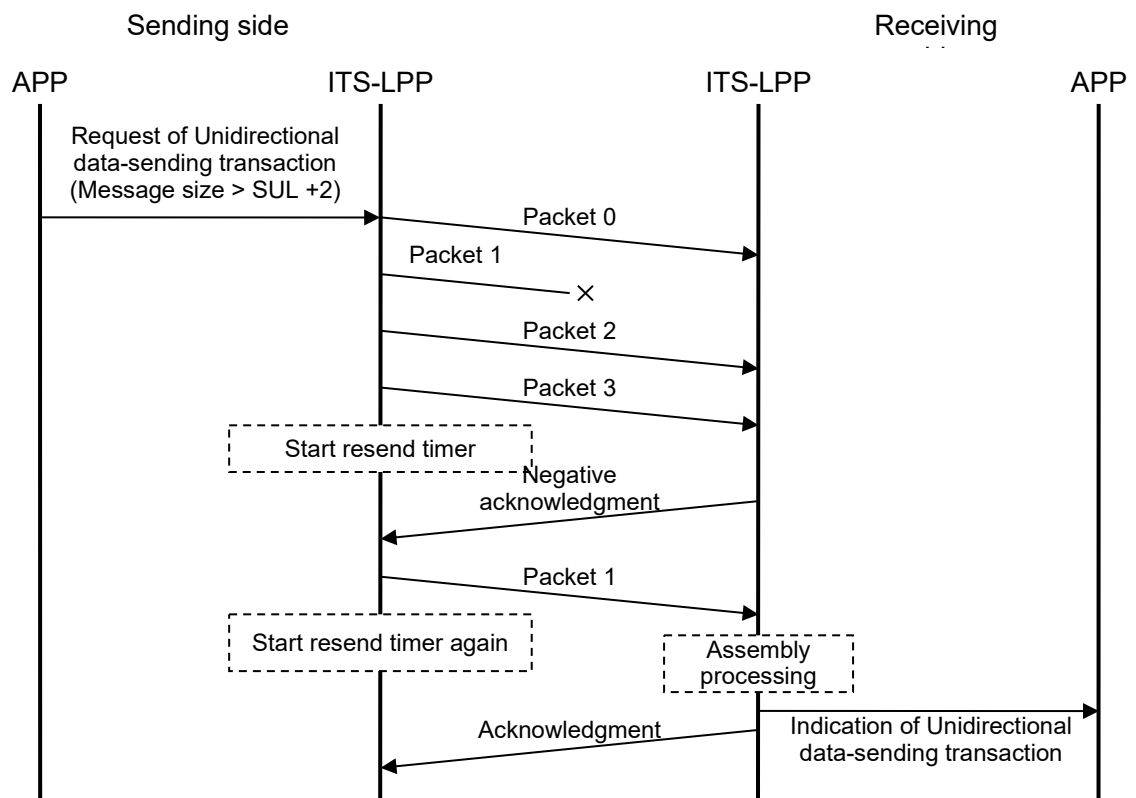 Sending side
Receiving
APP
ITS-LPP
ITS-LPP
APP
Request of Unidirectional
data-sending transaction
(Message size > SUL +2)
Packet 0
Packet 1
Packet 2
Packet 3
Start resend timer
Negative
acknowledgment
Packet 1
Start resend timer again
Assembly
processing
Acknowledgment
Indication of Unidirectional
data-sending transaction